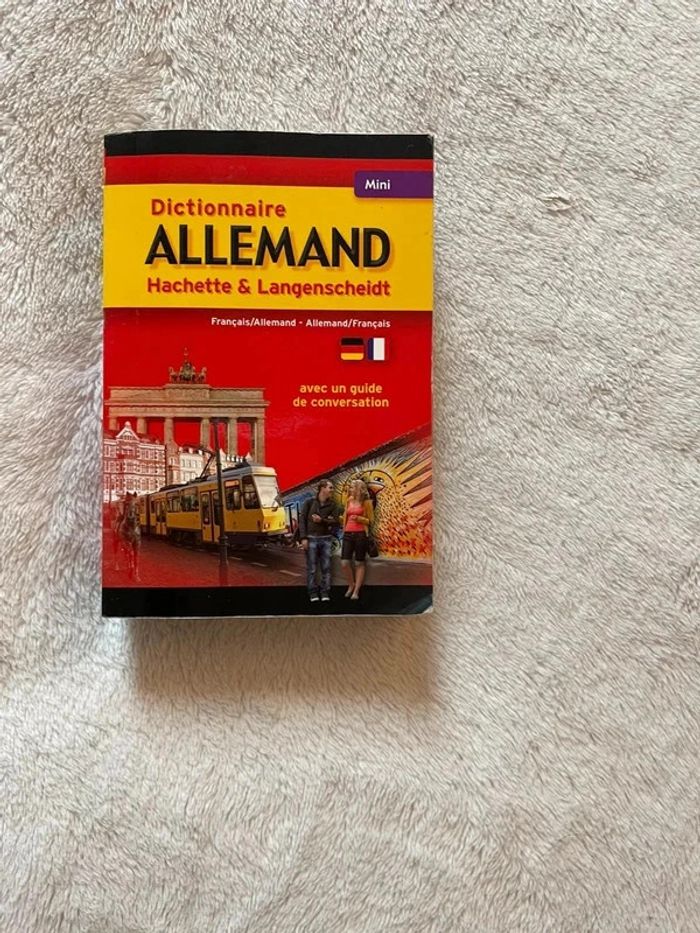 Mini
Dictionnaire
ALLEMAND
Hachette & Langenscheidt
Français/Allemand - Allemand/Français
avec un guide
de conversation